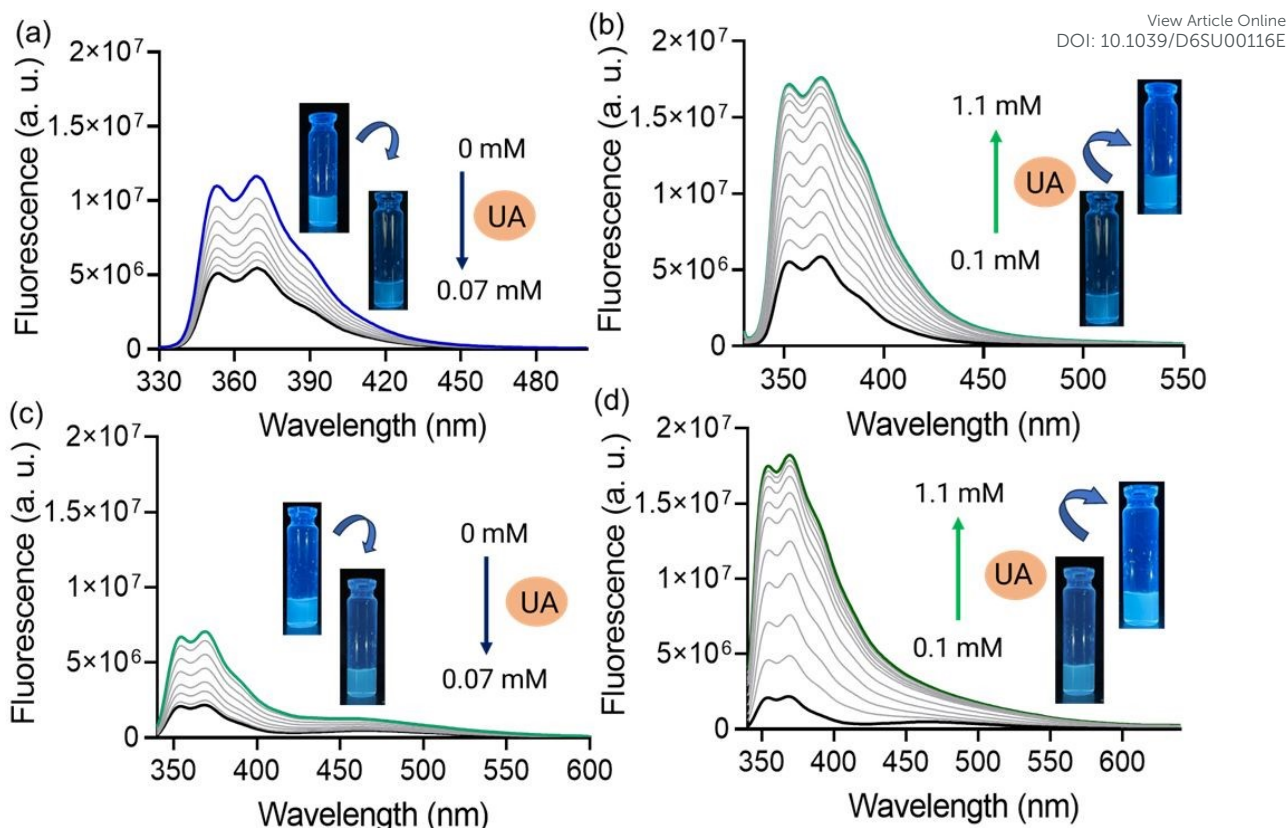 View Article Online
DOI: 10.1039/D6SU00116E
(a)
Fluorescence (a. u.)
2×10⁷
1.5×10⁷
1×10⁷
5×10⁶
0
330 360 390 420 450 480
Wavelength (nm)
0 mM
UA
0.07 mM
(b)
Fluorescence (a. u.)
2×10⁷
1.5×10⁷
1×10⁷
5×10⁶
0
350 400 450 500 550
Wavelength (nm)
1.1 mM
UA
0.1 mM
(c)
Fluorescence (a. u.)
2×10⁷
1.5×10⁷
1×10⁷
5×10⁶
0
350 400 450 500 550 600
Wavelength (nm)
0 mM
UA
0.07 mM
(d)
Fluorescence (a. u.)
2×10⁷
1.5×10⁷
1×10⁷
5×10⁶
0
350 400 450 500 550 600
Wavelength (nm)
1.1 mM
UA
0.1 mM